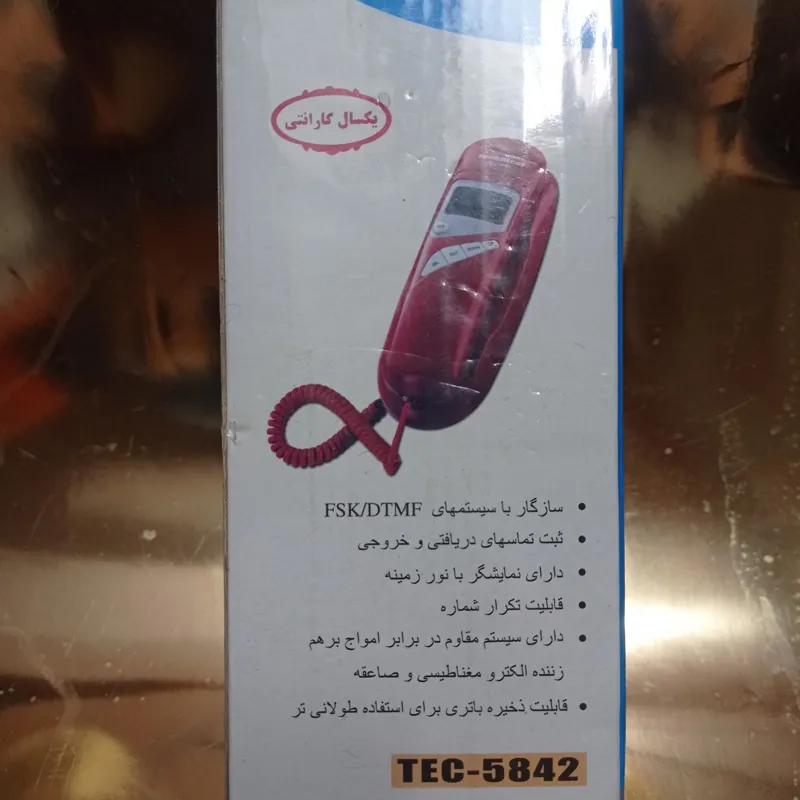 یکسال گارانتی
• سازگار با سیستمهای FSK/DTMF
• ثبت تماسهای دریافتی و خروجی
• دارای نمایشگر با نور زمینه
• قابلیت تکرار شماره
• دارای سیستم مقاوم در برابر امواج برهم
زننده الکترو مغناطیسی و صاعقه
• قابلیت ذخیره باتری برای استفاده طولانی تر
TEC-5842